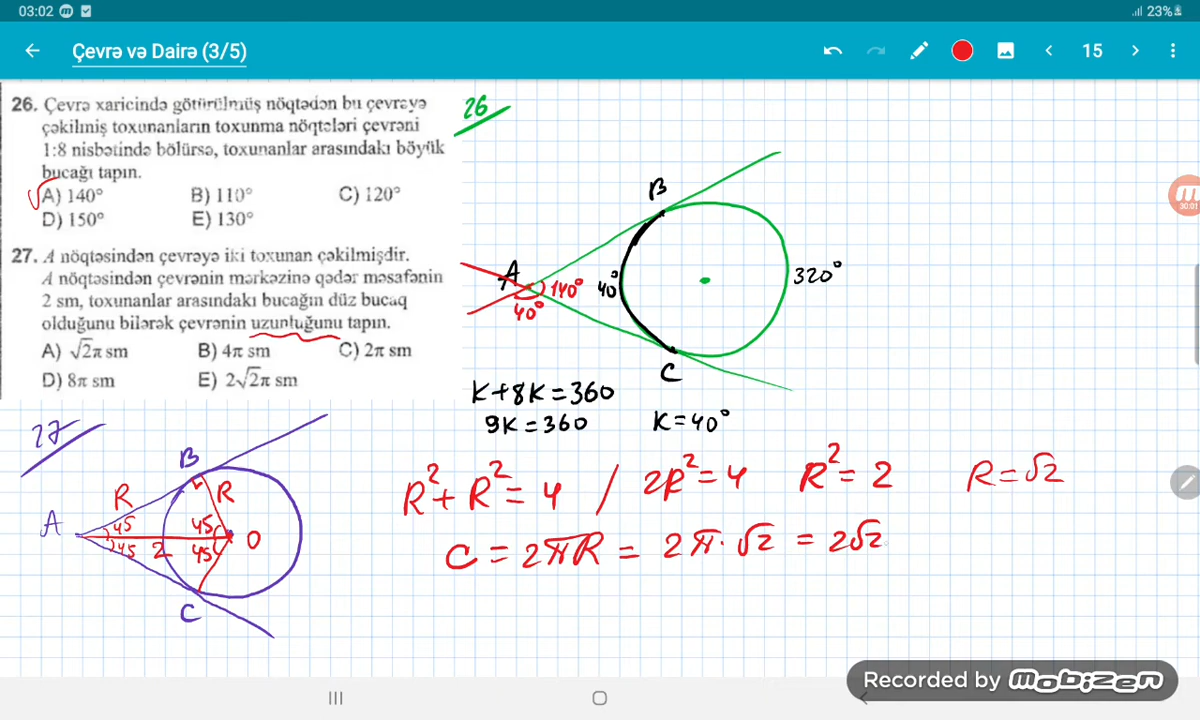 03:02 23%
Çevrə və Dairə (3/5) 15
26. Çevrə xaricində götürülmüş nöqtədən bu çevrəyə
çəkilmiş toxunanların toxunma nöqtələri çevrəni
1:8 nisbətində bölürsə, toxunanlar arasındakı böyük
bucağı tapın.
A) 140° B) 110° C) 120°
D) 150° E) 130°
27. A nöqtəsindən çevrəyə iki toxunan çəkilmişdir.
A nöqtəsindən çevrənin mərkəzinə qədər məsafənin
2 sm, toxunanlar arasındakı bucağın düz bucaq
olduğunu bilərək çevrənin uzunluğunu tapın.
A) √2π sm B) 4π sm C) 2π sm
D) 8π sm E) 2√2π sm
26
B
A 140° 40° 320°
40°
C
K+8K=360
9K=360 K=40°
27
B
R R
A 45 45 O
45 2 45
C
R²+R²=4 / 2R²=4 R²=2 R=√2
C=2πR=2π·√2=2√2
30:01
Recorded by mobizen